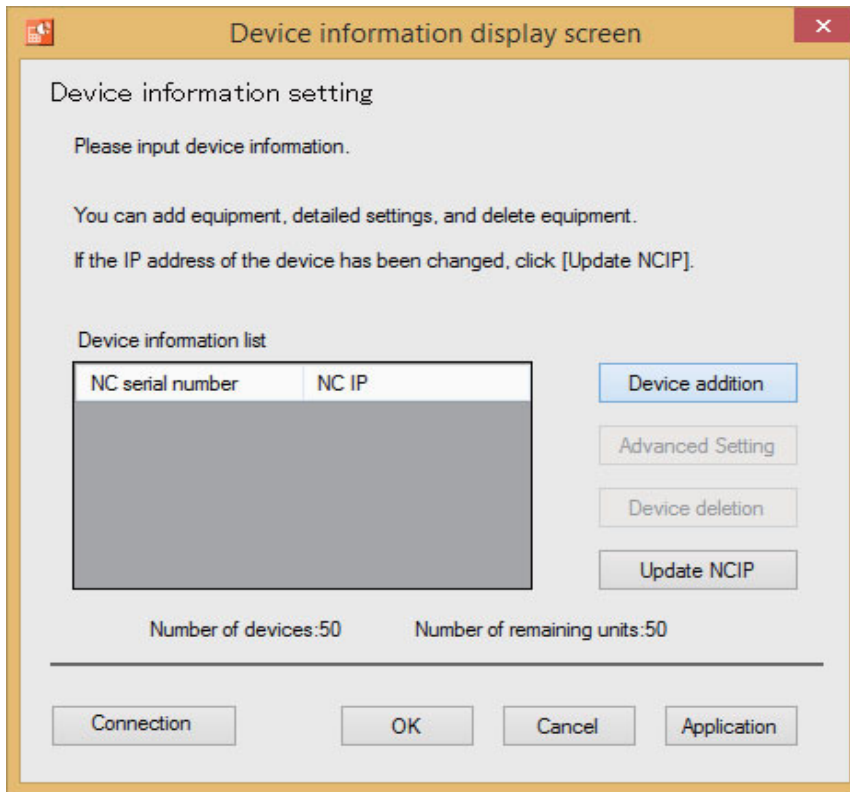 Device information display screen
Device information setting
Please input device information.
You can add equipment, detailed settings, and delete equipment.
If the IP address of the device has been changed, click [Update NCIP].
Device information list
NC serial number NC IP
Device addition
Advanced Setting
Device deletion
Update NCIP
Number of devices:50 Number of remaining units:50
Connection OK Cancel Application